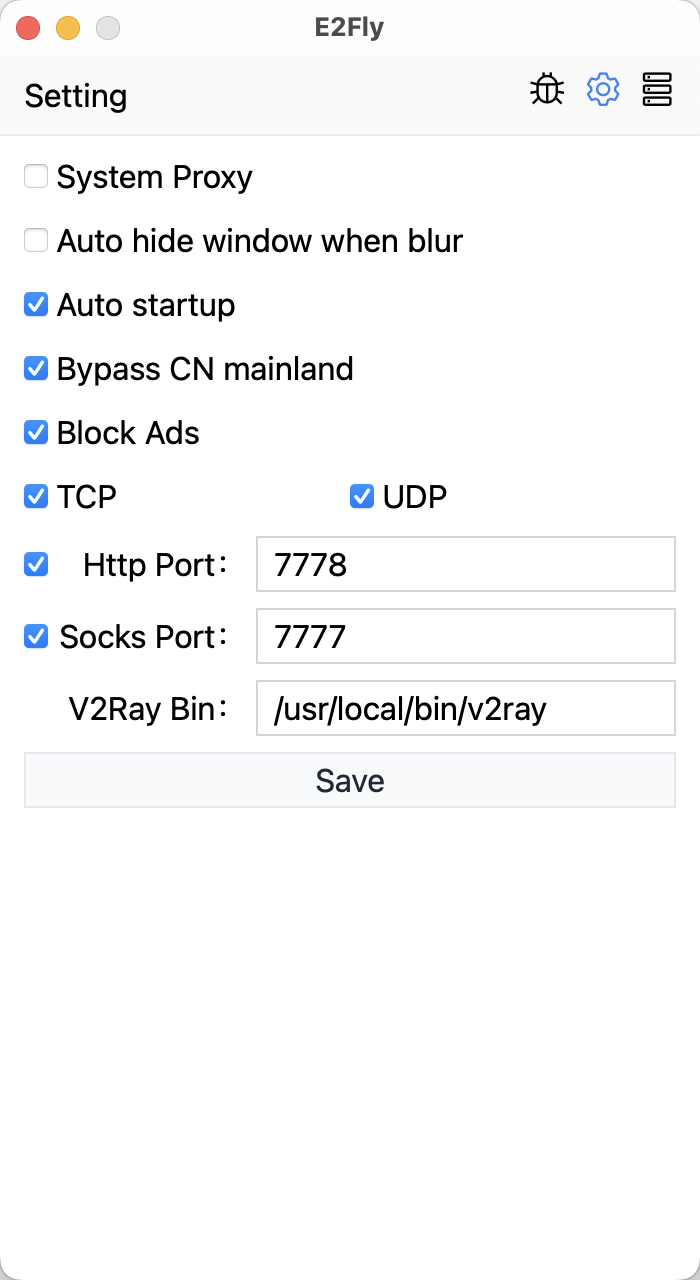 E2Fly
Setting
System Proxy
Auto hide window when blur
Auto startup
Bypass CN mainland
Block Ads
TCP UDP
Http Port: 7778
Socks Port: 7777
V2Ray Bin: /usr/local/bin/v2ray
Save